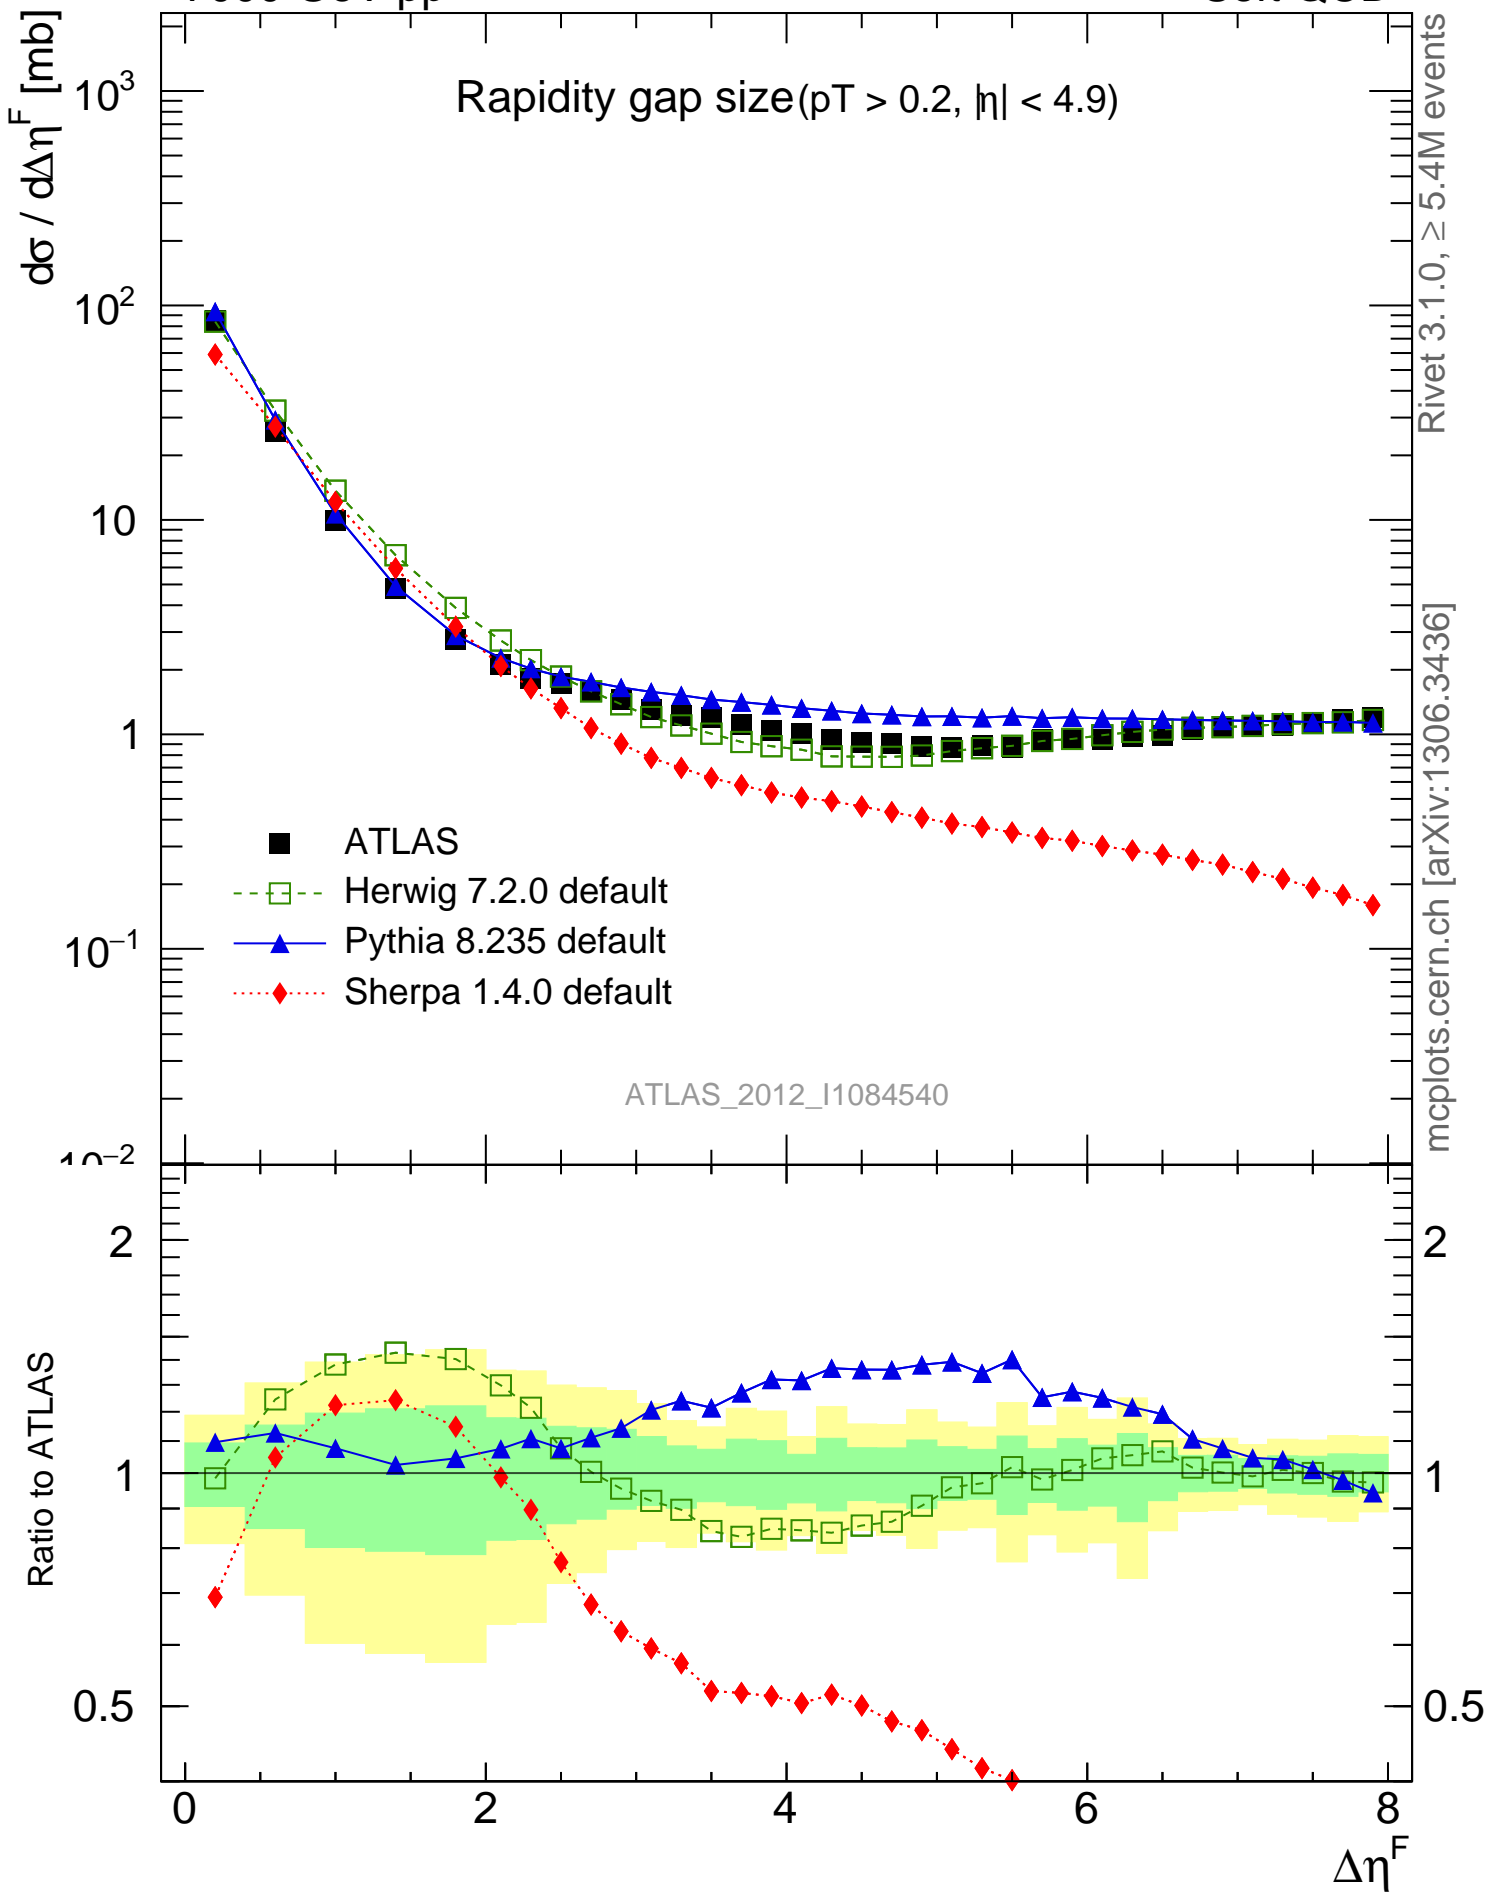 Rapidity gap size (pT > 0.2, |η| < 4.9)
dσ / dΔη^F [mb]
10³
10²
10
1
10⁻¹
10⁻²
ATLAS
Herwig 7.2.0 default
Pythia 8.235 default
Sherpa 1.4.0 default
ATLAS_2012_I1084540
Rivet 3.1.0, ≥ 5.4M events
mcplots.cern.ch [arXiv:1306.3436]
Ratio to ATLAS
2
1
0.5
2
1
0.5
0 2 4 6 8
Δη^F